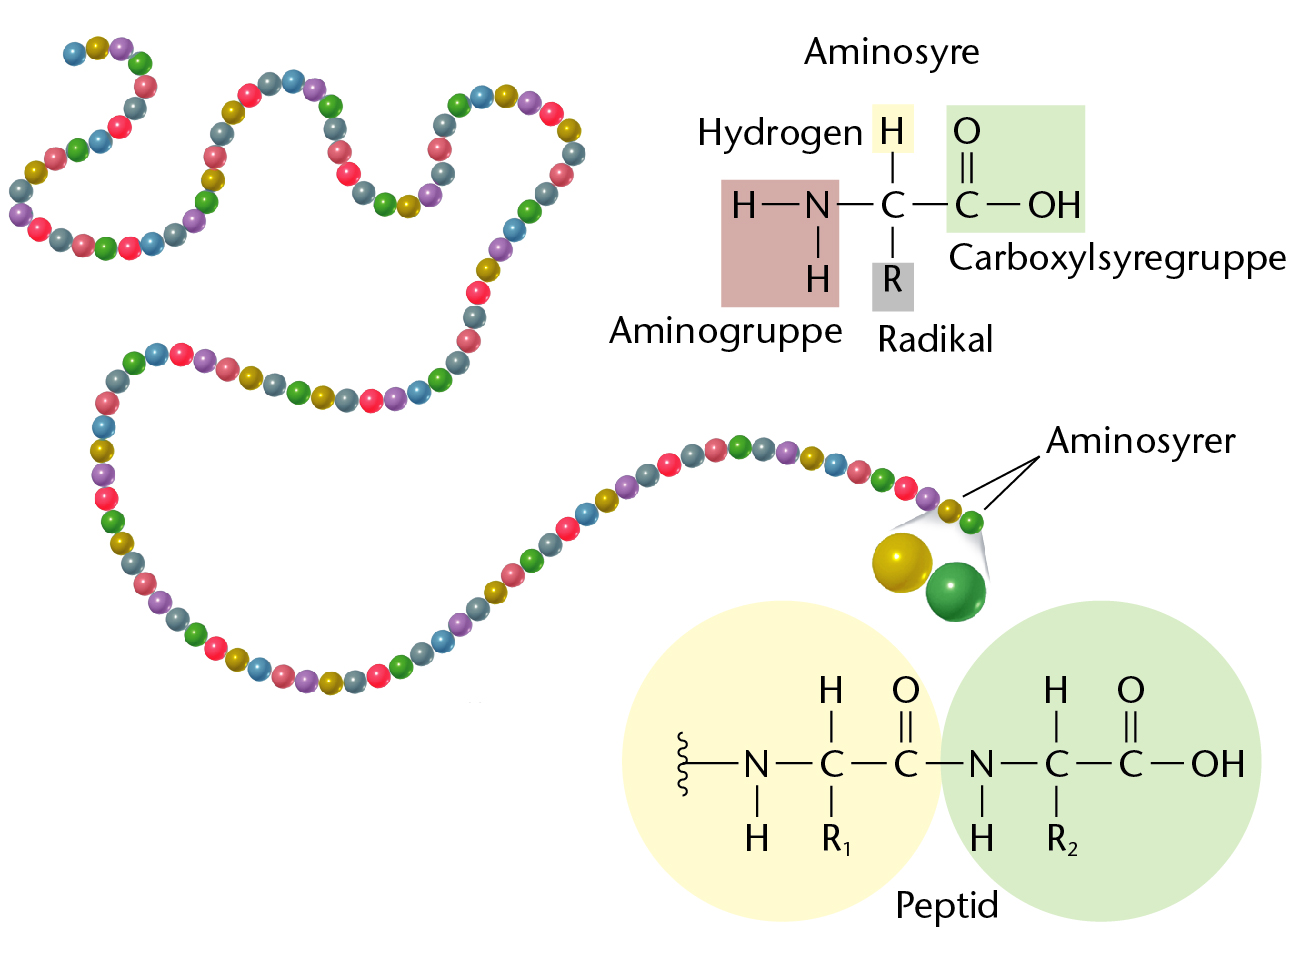 Aminosyre
Hydrogen H O
H N C C OH
H R
Carboxylsyregruppe
Aminogruppe
Radikal
Aminosyrer
H O H O
N C C N C C OH
H R₁ H R₂
Peptid